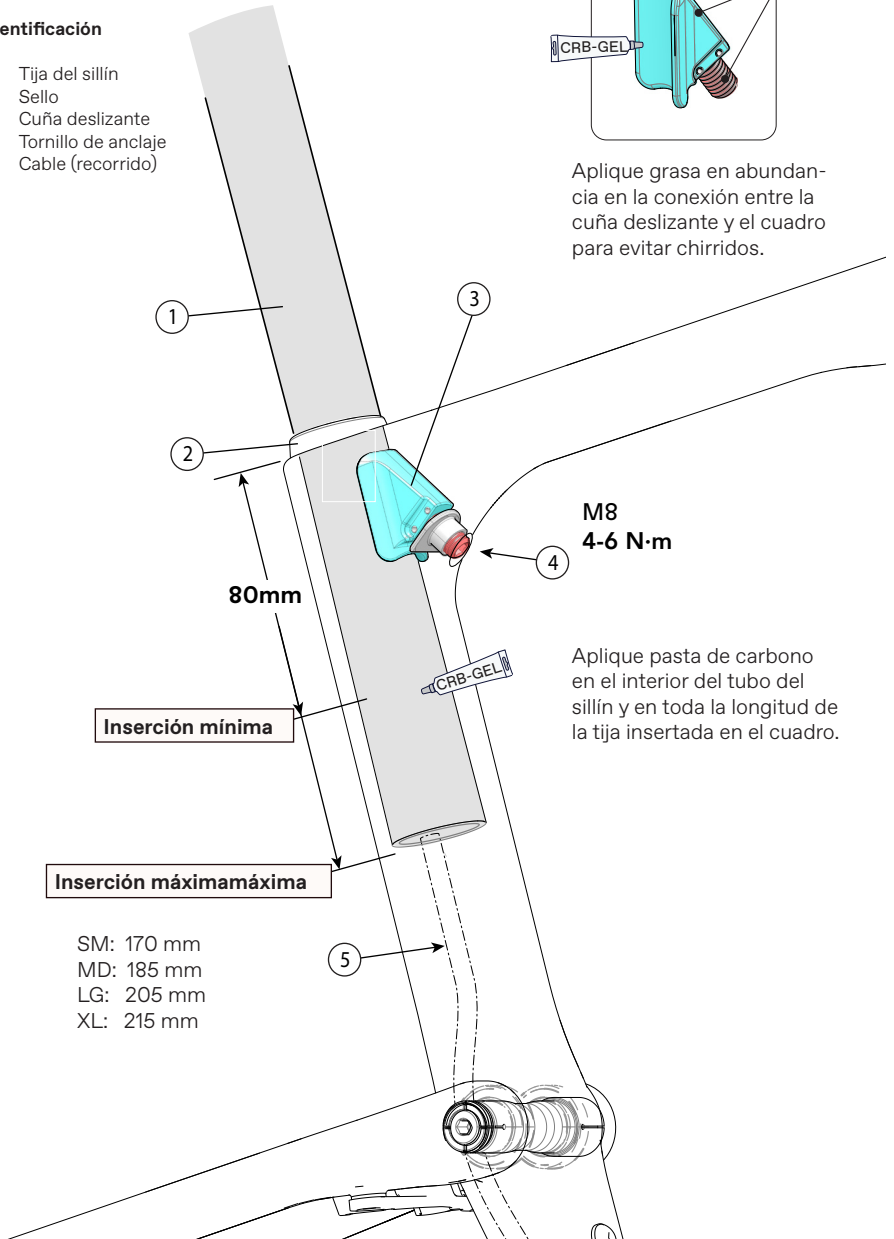 entificación
Tija del sillín
Sello
Cuña deslizante
Tornillo de anclaje
Cable (recorrido)
CRB-GEL
Aplique grasa en abundan-
cia en la conexión entre la
cuña deslizante y el cuadro
para evitar chirridos.
1
3
2
M8
4-6 N·m
4
80mm
CRB-GEL
Aplique pasta de carbono
en el interior del tubo del
sillín y en toda la longitud de
la tija insertada en el cuadro.
Inserción mínima
Inserción máximamáxima
SM: 170 mm
MD: 185 mm
LG: 205 mm
XL: 215 mm
5